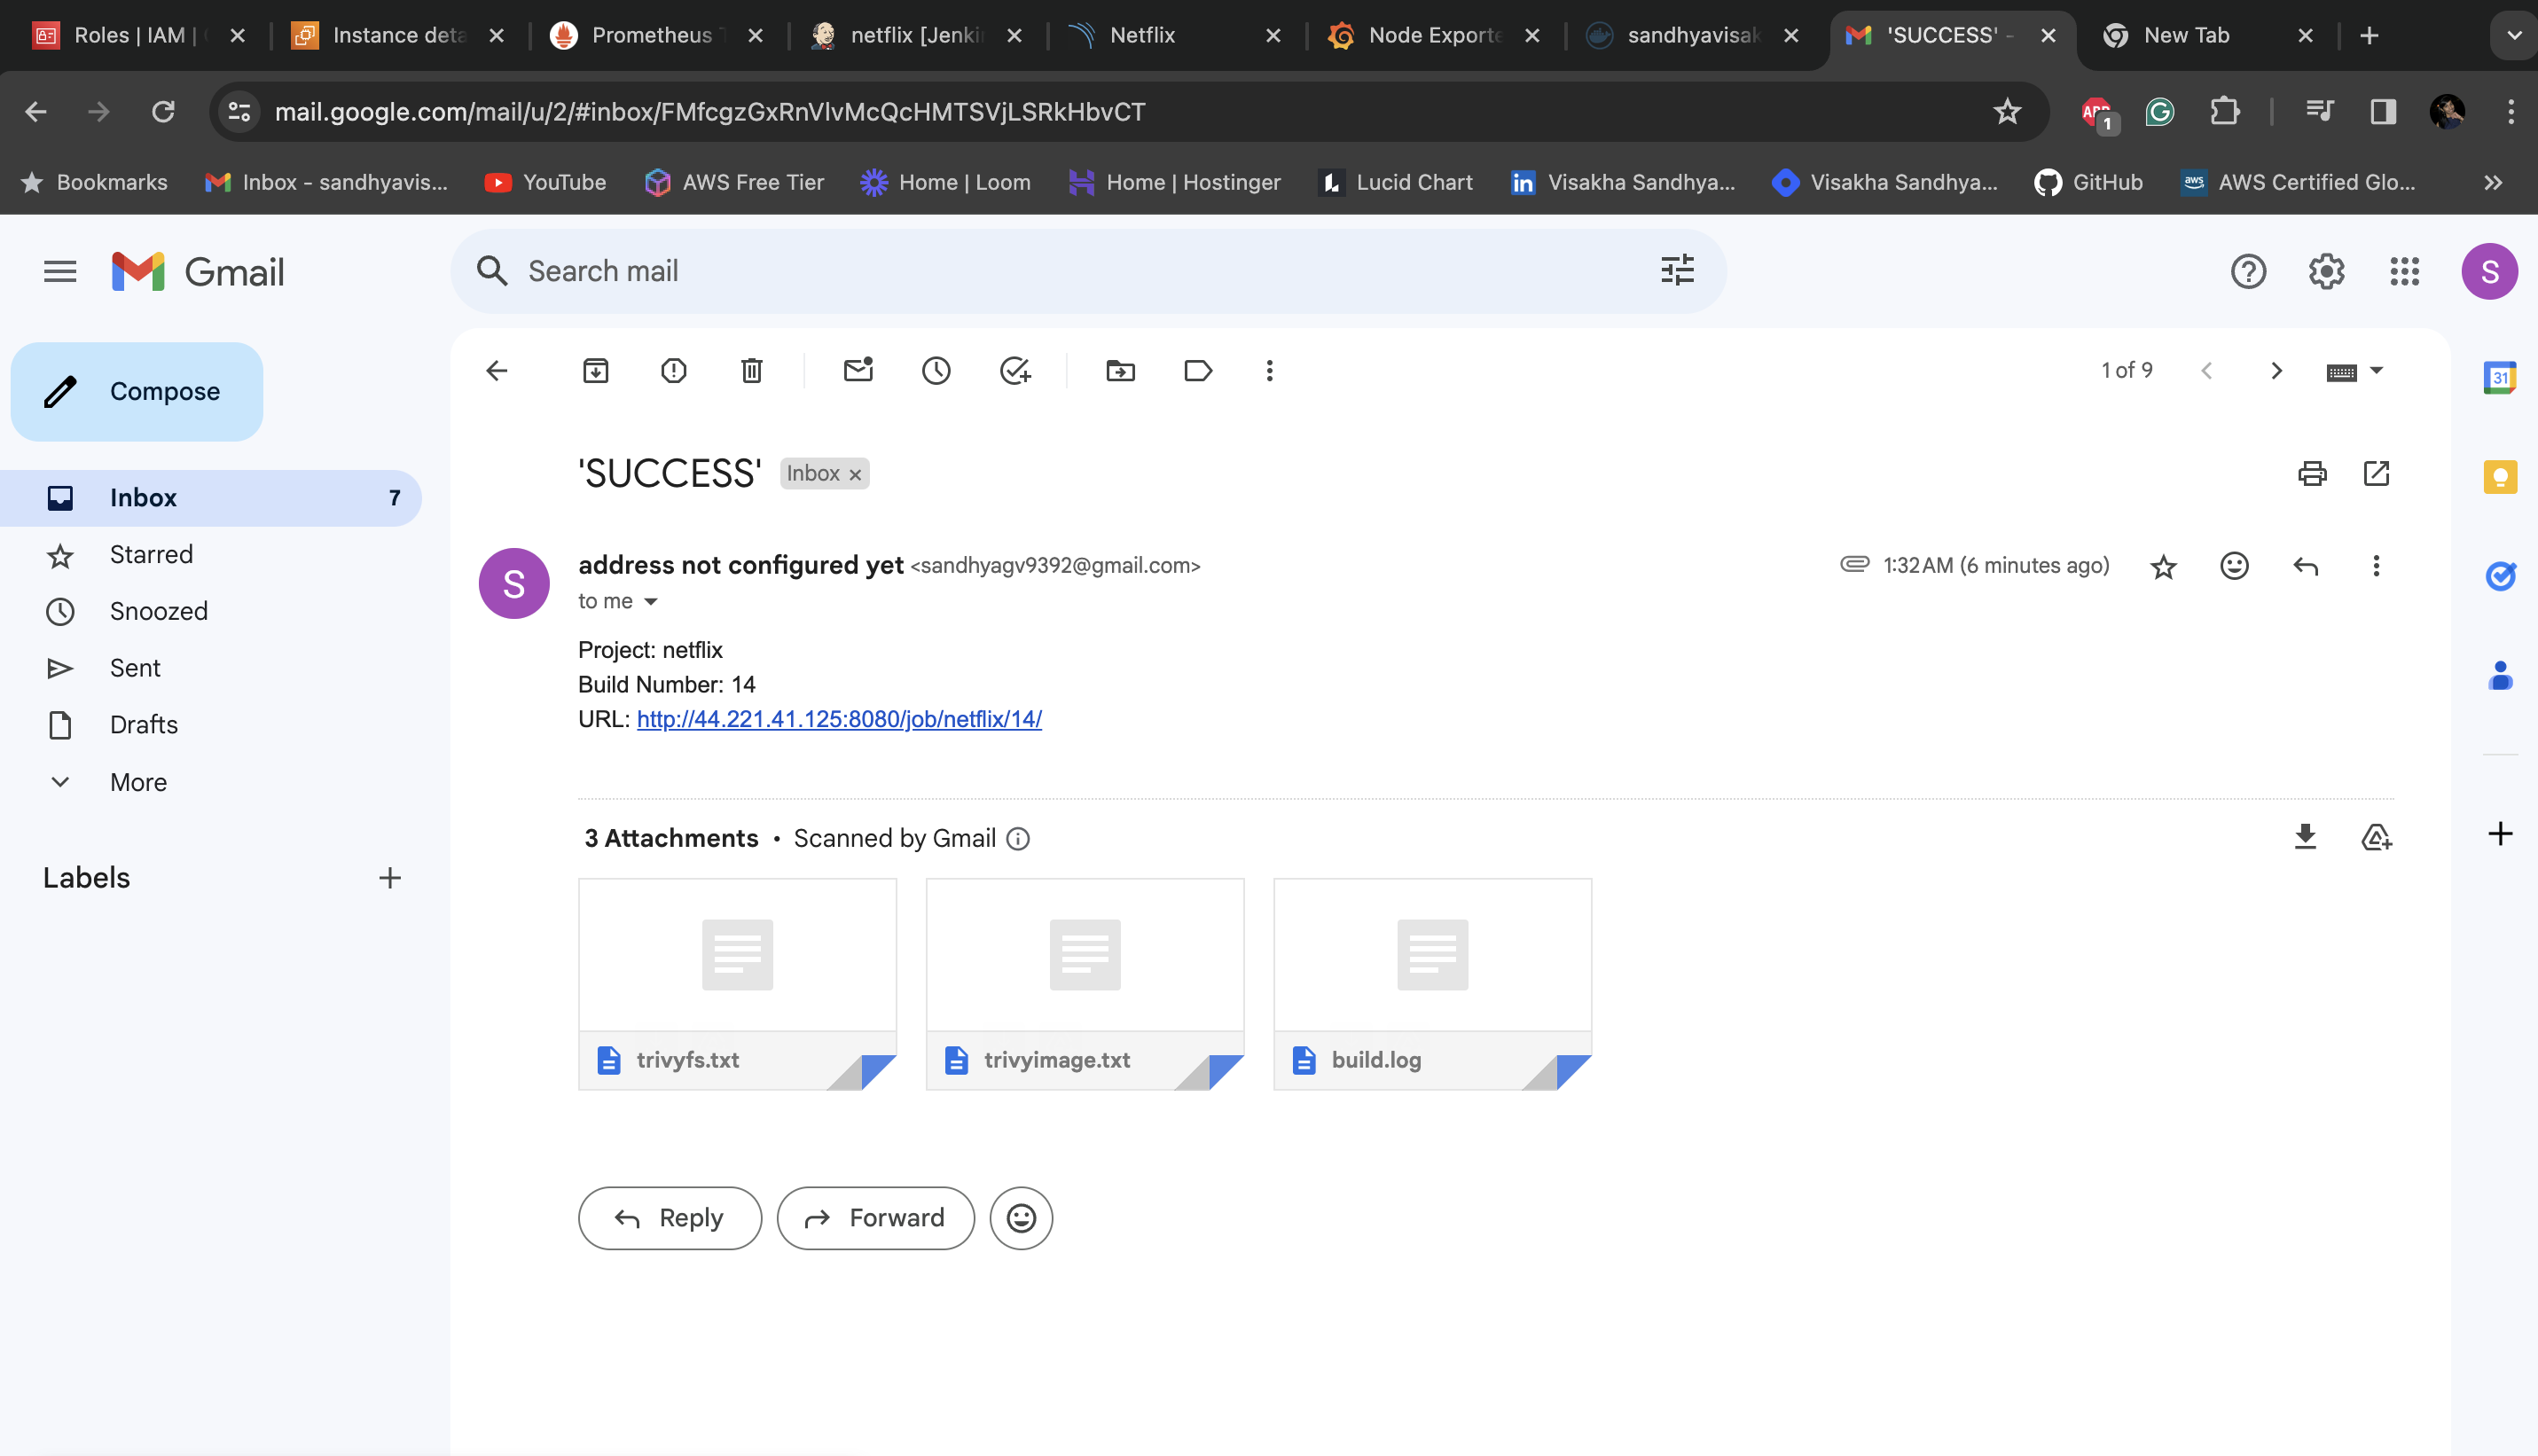 Roles | IAM |
Instance deta
Prometheus T
netflix [Jenki
Netflix
Node Exporte
sandhyavisak
'SUCCESS' -
New Tab
mail.google.com/mail/u/2/#inbox/FMfcgzGxRnVlvMcQcHMTSVjLSRkHbvCT
ABP
1
Bookmarks
Inbox - sandhyavis...
YouTube
AWS Free Tier
Home | Loom
Home | Hostinger
Lucid Chart
Visakha Sandhya...
Visakha Sandhya...
GitHub
aws
AWS Certified Glo...
Gmail
Search mail
S
Compose
1 of 9
31
'SUCCESS'
Inbox
Inbox 7
Starred
Snoozed
Sent
Drafts
More
Labels
S
address not configured yet <sandhyagv9392@gmail.com>
1:32 AM (6 minutes ago)
to me
Project: netflix
Build Number: 14
URL: http://44.221.41.125:8080/job/netflix/14/
3 Attachments • Scanned by Gmail
trivyfs.txt
trivyimage.txt
build.log
Reply
Forward